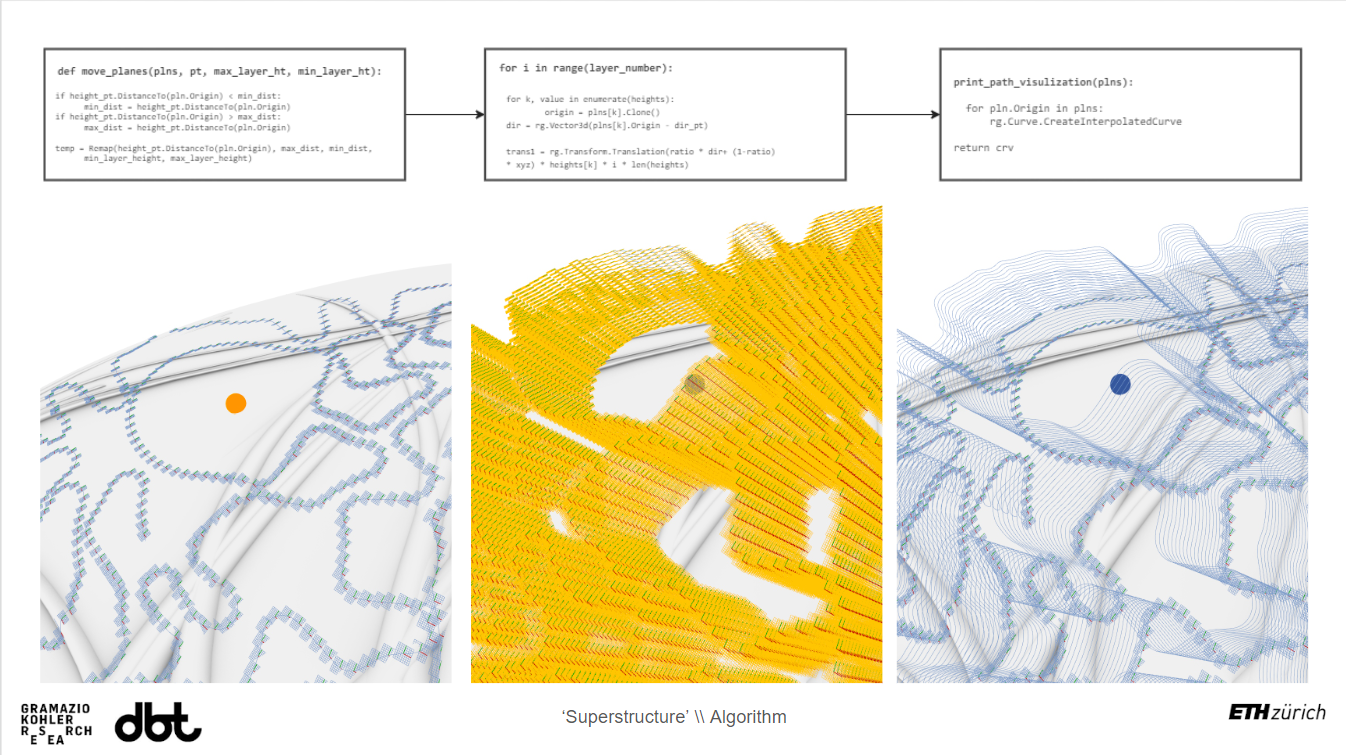 def move_planes(plns, pt, max_layer_ht, min_layer_ht):
if height_pt.DistanceTo(pln.Origin) < min_dist:
min_dist = height_pt.DistanceTo(pln.Origin)
if height_pt.DistanceTo(pln.Origin) > max_dist:
max_dist = height_pt.DistanceTo(pln.Origin)
temp = Remap(height_pt.DistanceTo(pln.Origin), max_dist, min_dist,
min_layer_height, max_layer_height)
for i in range(layer_number):
for k, value in enumerate(heights):
origin = plns[k].Clone()
dir = rg.Vector3d(plns[k].Origin - dir_pt)
trans1 = rg.Transform.Translation(ratio * dir+ (1-ratio)
* xyz) * heights[k] * i * len(heights)
print_path_visulization(plns):
for pln.Origin in plns:
rg.Curve.CreateInterpolatedCurve
return crv
GRAMAZIO
KOHLER
RESEARCH
dbt
‘Superstructure’ \\ Algorithm
ETH zürich